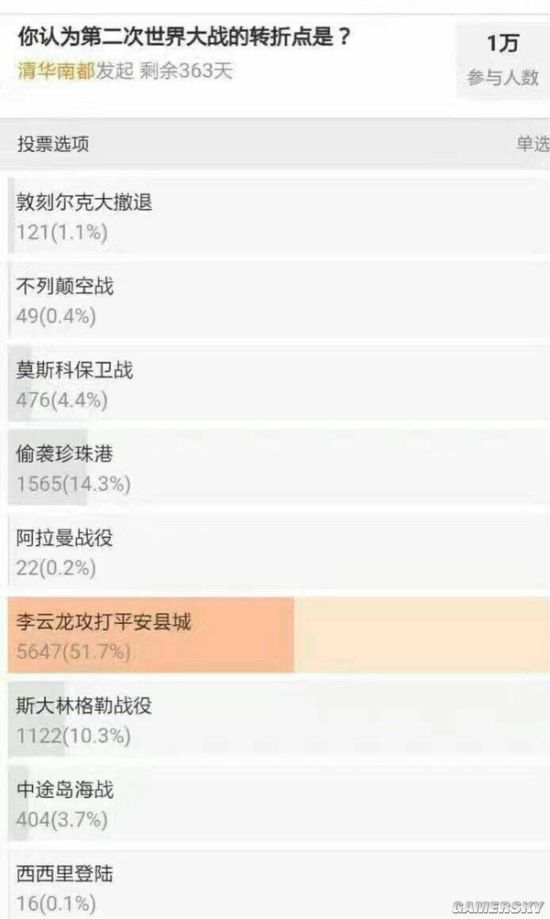 你认为第二次世界大战的转折点是？
1万
清华南都发起 剩余363天
参与人数
投票选项
单选
敦刻尔克大撤退
121(1.1%)
不列颠空战
49(0.4%)
莫斯科保卫战
476(4.4%)
偷袭珍珠港
1565(14.3%)
阿拉曼战役
22(0.2%)
李云龙攻打平安县城
5647(51.7%)
斯大林格勒战役
1122(10.3%)
中途岛海战
404(3.7%)
西西里登陆
16(0.1%)
GAMERSKY